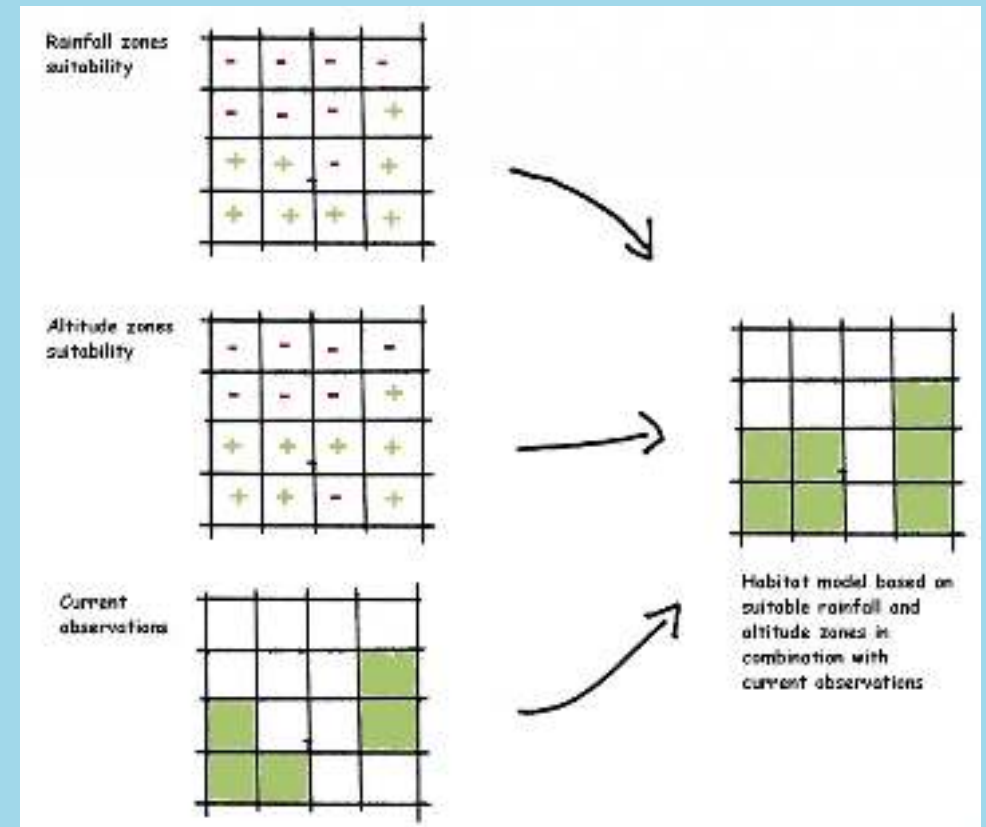 Rainfall zones
suitability
- - - -
- - - +
+ + - +
+ + + +
Altitude zones
suitability
- - - -
- - - +
+ + + +
+ + - +
Current
observations
Habitat model based on
suitable rainfall and
altitude zones in
combination with
current observations